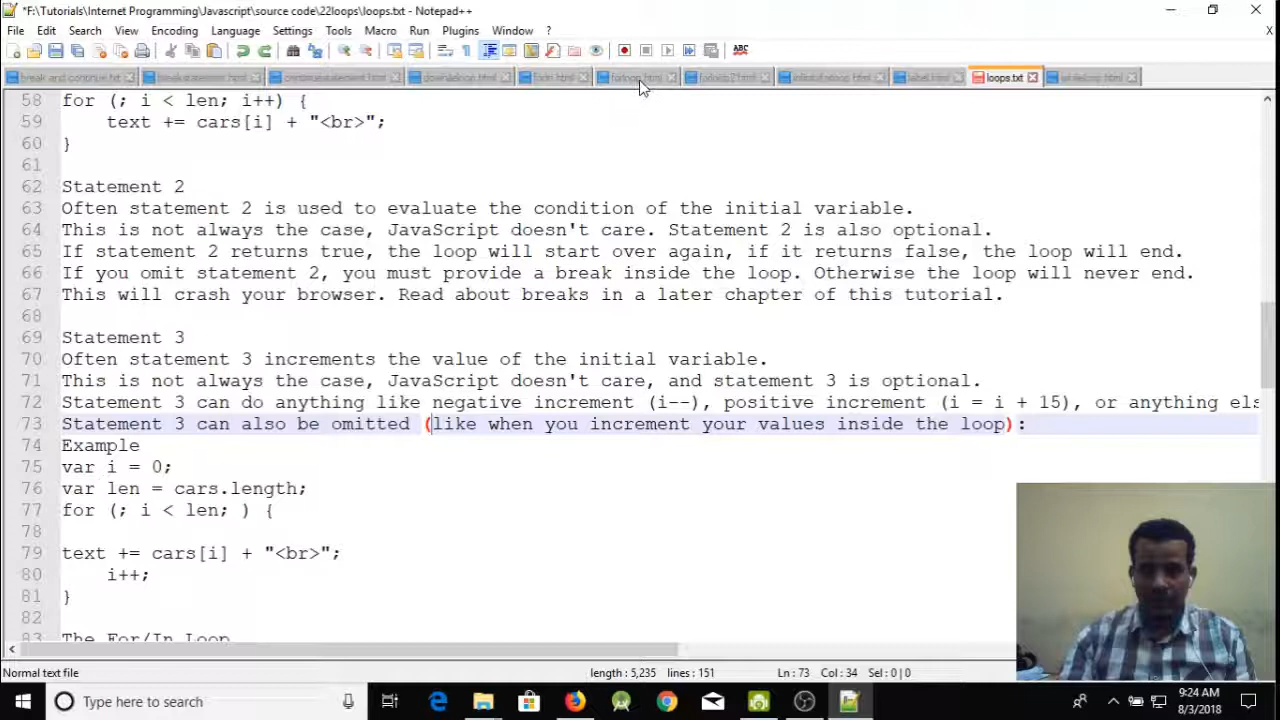 *F:\Tutorials\Internet Programming\Javascript\source code\22loops\loops.txt - Notepad++
File Edit Search View Encoding Language Settings Tools Macro Run Plugins Window ?
X
ABC
loops.txt
58 for (; i < len; i++) {
59 text += cars[i] + "<br>";
60 }
61
62 Statement 2
63 Often statement 2 is used to evaluate the condition of the initial variable.
64 This is not always the case, JavaScript doesn't care. Statement 2 is also optional.
65 If statement 2 returns true, the loop will start over again, if it returns false, the loop will end.
66 If you omit statement 2, you must provide a break inside the loop. Otherwise the loop will never end.
67 This will crash your browser. Read about breaks in a later chapter of this tutorial.
68
69 Statement 3
70 Often statement 3 increments the value of the initial variable.
71 This is not always the case, JavaScript doesn't care, and statement 3 is optional.
72 Statement 3 can do anything like negative increment (i--), positive increment (i = i + 15), or anything els
73 Statement 3 can also be omitted (like when you increment your values inside the loop):
74 Example
75 var i = 0;
76 var len = cars.length;
77 for (; i < len; ) {
78
79 text += cars[i] + "<br>";
80 i++;
81 }
82
83 The For/In Loop
Normal text file length : 5,235 lines : 151 Ln : 73 Col : 34 Sel : 0 | 0
Type here to search
9:24 AM
8/3/2018